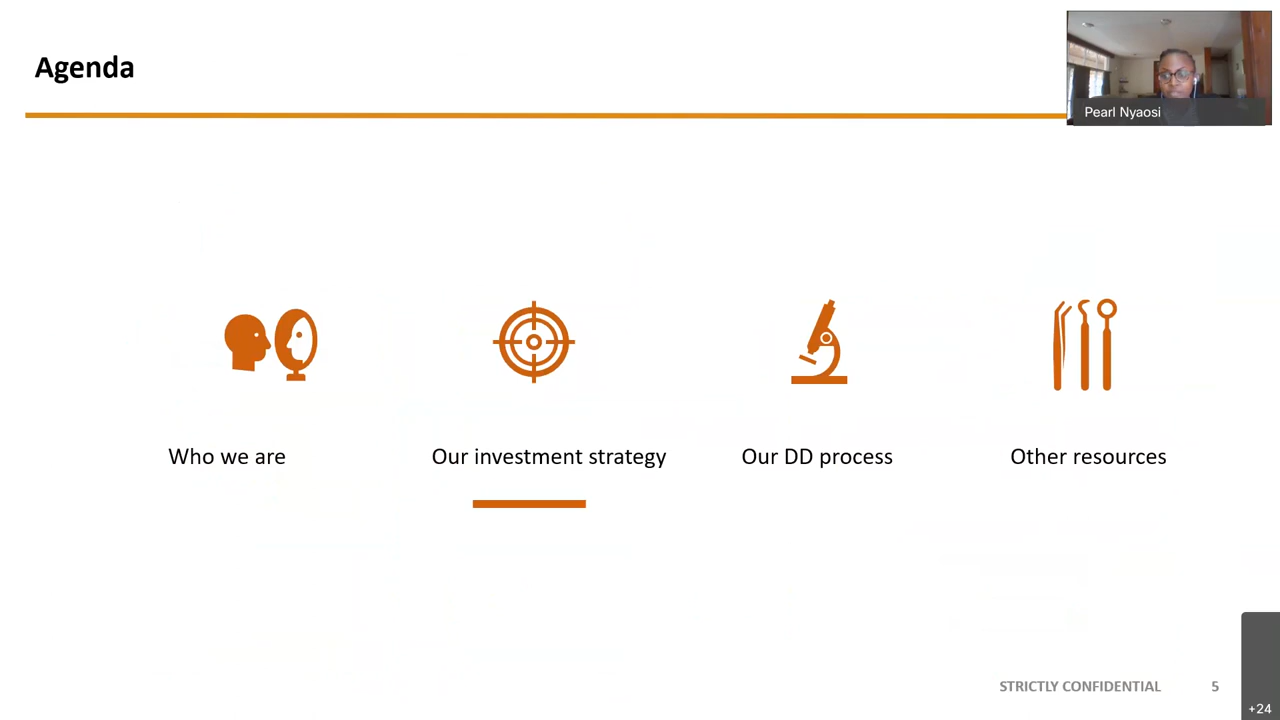 Agenda
Pearl Nyaosi
Who we are
Our investment strategy
Our DD process
Other resources
STRICTLY CONFIDENTIAL 5
+24